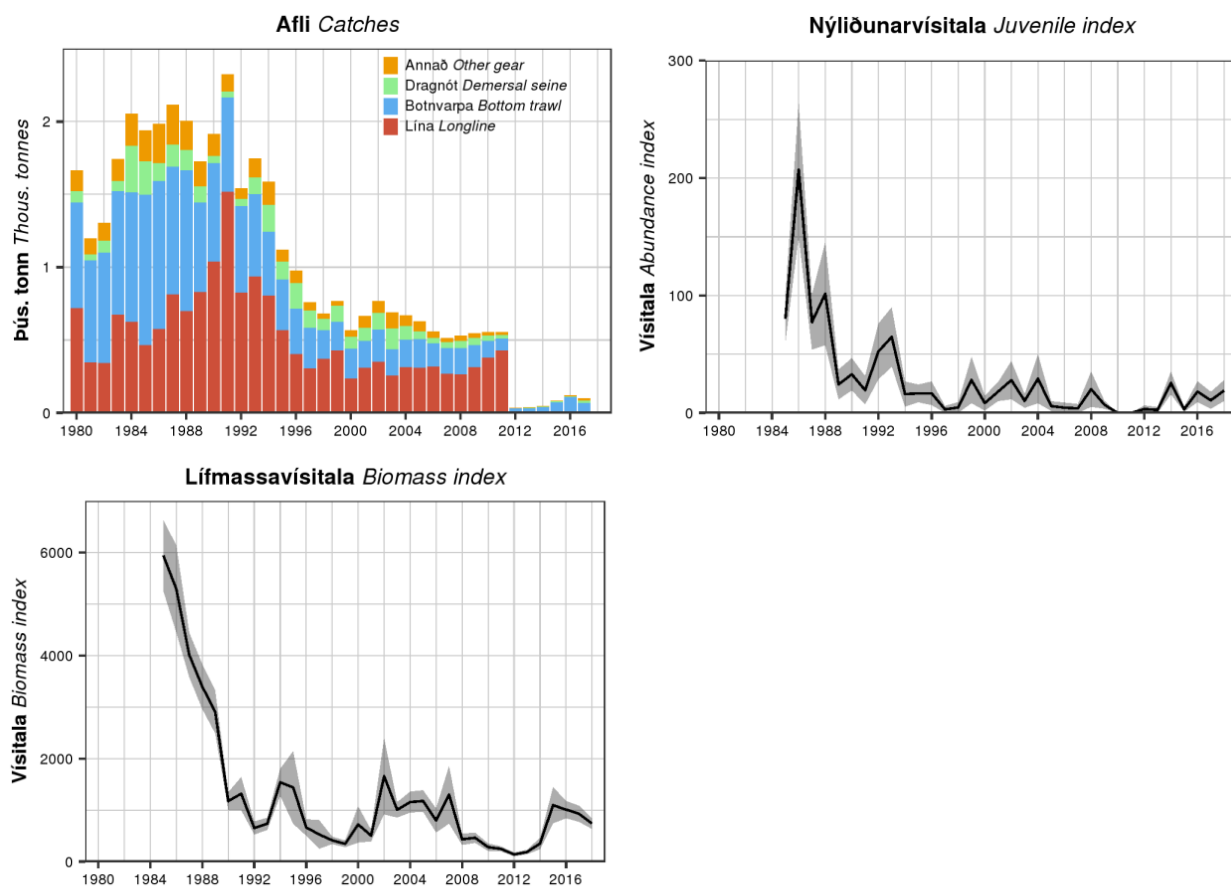 Afli Catches
Þús. tonn Thous. tonnes
2
1
0
Annað Other gear
Dragnót Demersal seine
Botnvarpa Bottom trawl
Lína Longline
1980 1984 1988 1992 1996 2000 2004 2008 2012 2016
Nýliðunarvísitala Juvenile index
Vísitala Abundance index
300
200
100
0
1980 1984 1988 1992 1996 2000 2004 2008 2012 2016
Lífmassavísitala Biomass index
Vísitala Biomass index
6000
4000
2000
0
1980 1984 1988 1992 1996 2000 2004 2008 2012 2016